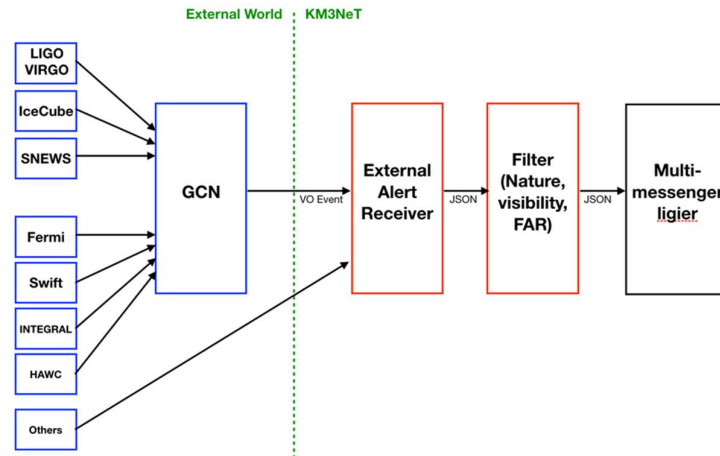 External World
KM3NeT
LIGO
VIRGO
IceCube
SNEWS
Fermi
Swift
INTEGRAL
HAWC
Others
GCN
VO Event
External
Alert
Receiver
JSON
Filter
(Nature,
visibility,
FAR)
JSON
Multi-
messenger
ligier